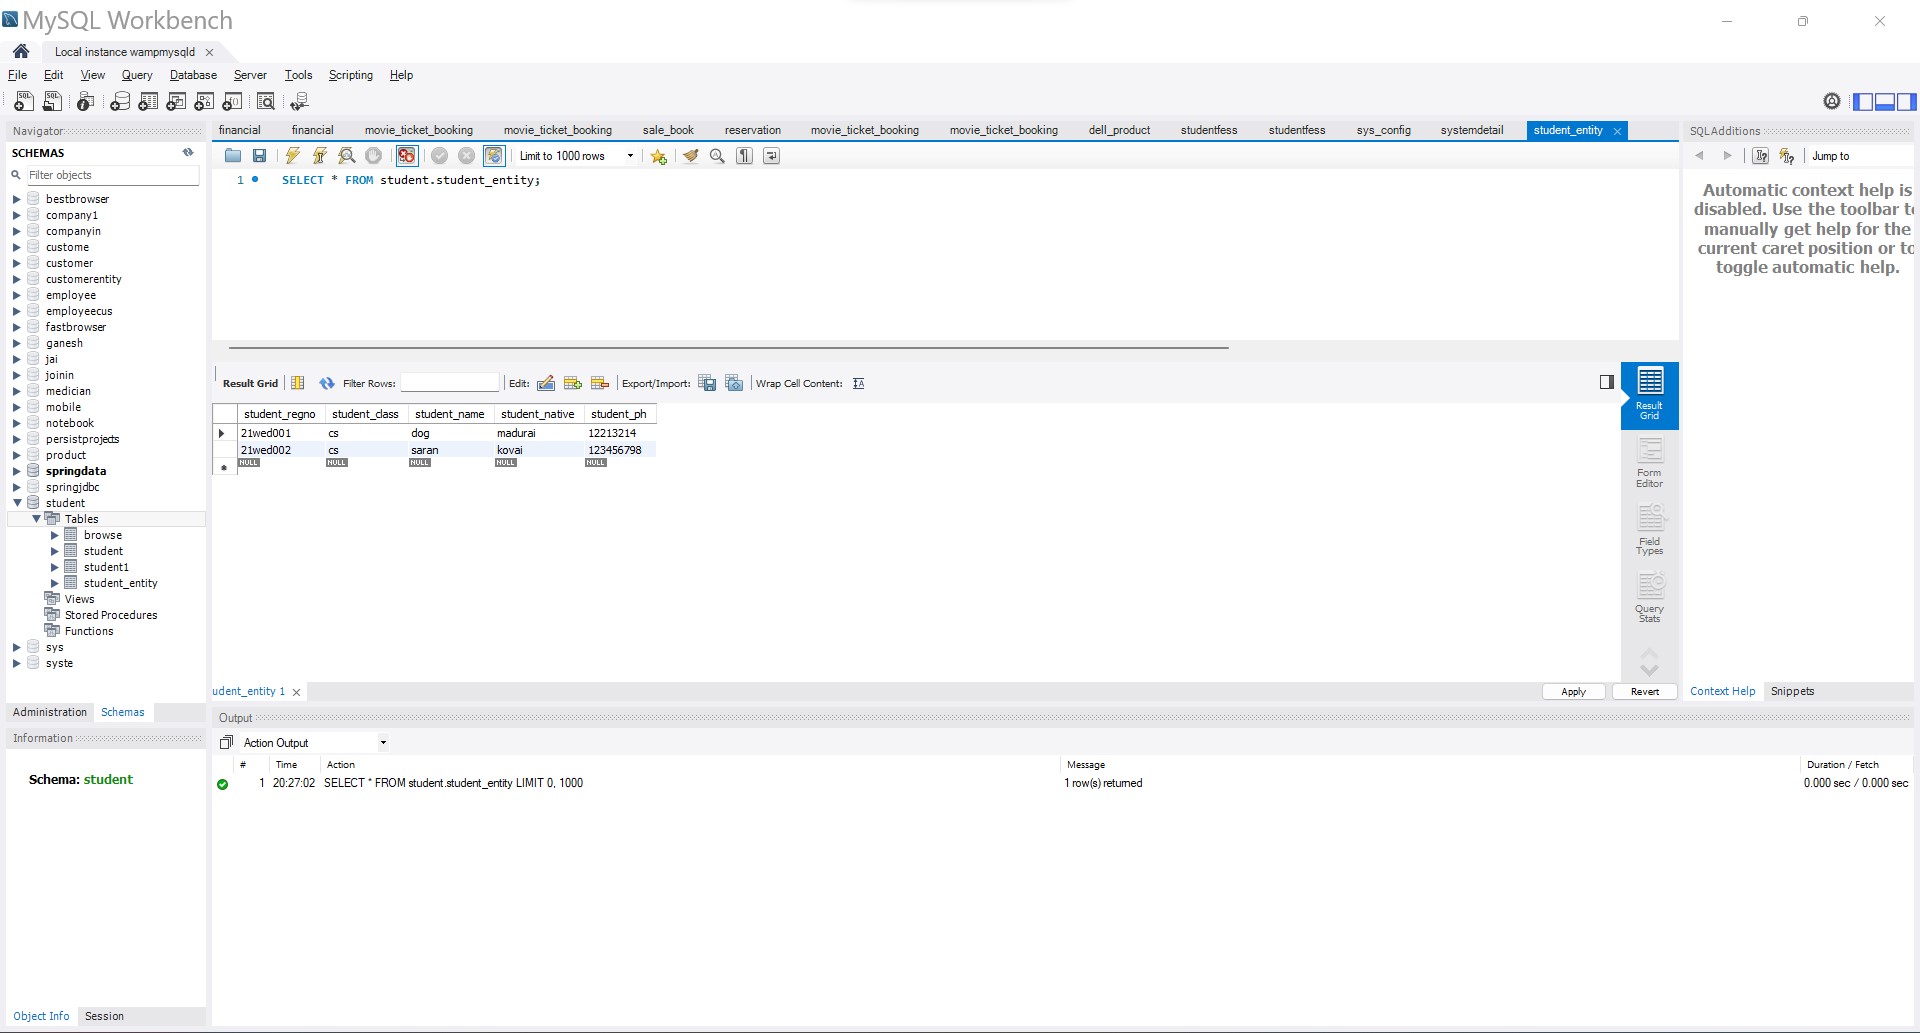 MySQL Workbench
Local instance wampmysqld
File Edit View Query Database Server Tools Scripting Help
Navigator
SCHEMAS
Filter objects
bestbrowser
company1
companyin
custome
customer
customerentity
employee
employeecus
fastbrowser
ganesh
jai
joinin
medician
mobile
notebook
persistprojects
product
springdata
springjdbc
student
Tables
browse
student
student1
student_entity
Views
Stored Procedures
Functions
sys
syste
Administration Schemas
Information
Schema: student
Object Info Session
financial financial movie_ticket_booking movie_ticket_booking sale_book reservation movie_ticket_booking movie_ticket_booking dell_product studentfess studentfess sys_config systemdetail student_entity
Limit to 1000 rows
1 SELECT * FROM student.student_entity;
Result Grid Filter Rows: Edit: Export/Import: Wrap Cell Content:
student_regno student_class student_name student_native student_ph
21wed001 cs dog madurai 12213214
21wed002 cs saran kovai 123456798
NULL NULL NULL NULL NULL
Result
Grid
Form
Editor
Field
Types
Query
Stats
udent_entity 1
Apply Revert
Output
Action Output
# Time Action Message Duration / Fetch
1 20:27:02 SELECT * FROM student.student_entity LIMIT 0, 1000 1 row(s) returned 0.000 sec / 0.000 sec
SQLAdditions
Jump to
Automatic context help is
disabled. Use the toolbar to
manually get help for the
current caret position or to
toggle automatic help.
Context Help Snippets